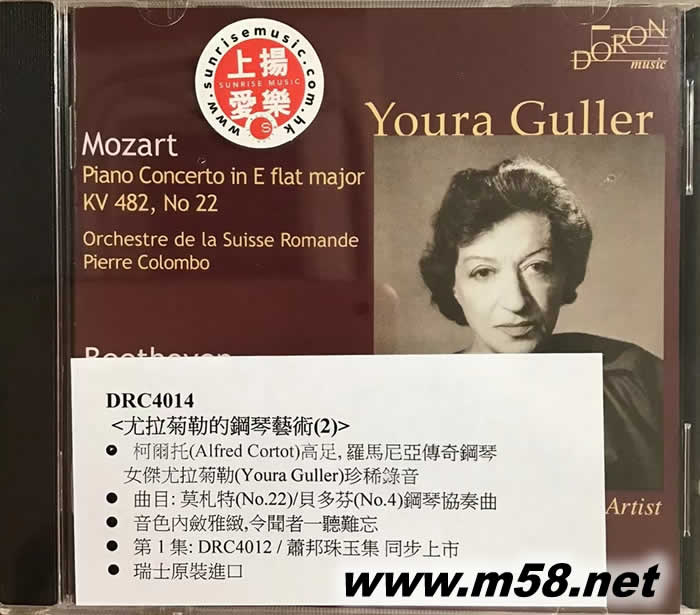 DORON
music
www.sunrisemusic.com.hk
上揚
SUNRISE MUSIC
愛樂
S
Youra Guller
Mozart
Piano Concerto in E flat major
KV 482, No 22
Orchestre de la Suisse Romande
Pierre Colombo
Beethoven
DRC4014
<尤拉菊勒的鋼琴藝術(2)>
柯爾托(Alfred Cortot)高足, 羅馬尼亞傳奇鋼琴
女傑尤拉菊勒(Youra Guller)珍稀錄音
曲目: 莫札特(No.22)/貝多芬(No.4)鋼琴協奏曲
音色內斂雅緻,令聞者一聽難忘
第 1 集: DRC4012 / 蕭邦珠玉集 同步上市
瑞士原裝進口
Artist
www.m58.net